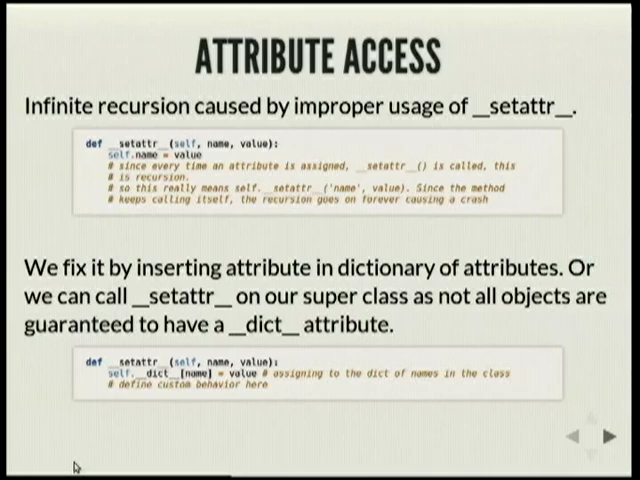 ATTRIBUTE ACCESS
Infinite recursion caused by improper usage of __setattr__.
def __setattr__(self, name, value):
self.name = value
# since every time an attribute is assigned, __setattr__() is called, this
# is recursion.
# so this really means self.__setattr__('name', value). Since the method
# keeps calling itself, the recursion goes on forever causing a crash
We fix it by inserting attribute in dictionary of attributes. Or
we can call __setattr__ on our super class as not all objects are
guaranteed to have a __dict__ attribute.
def __setattr__(self, name, value):
self.__dict__[name] = value # assigning to the dict of names in the class
# define custom behavior here